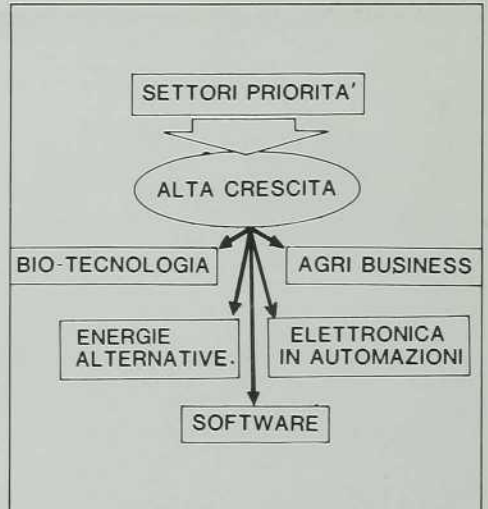 SETTORI PRIORITA'
ALTA CRESCITA
BIO-TECNOLOGIA
AGRI BUSINESS
ENERGIE
ALTERNATIVE.
ELETTRONICA
IN AUTOMAZIONI
SOFTWARE